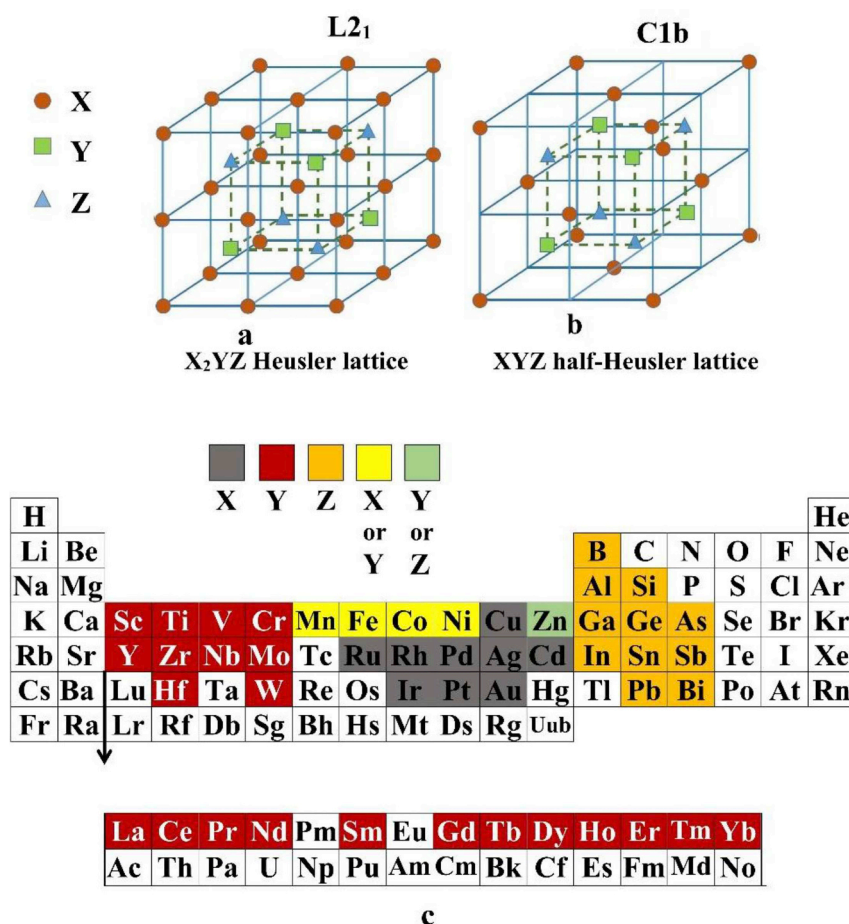 L2₁
C1b
X
Y
Z
a
b
X₂YZ Heusler lattice
XYZ half-Heusler lattice
X Y Z X or Y Y or Z
H He
Li Be B C N O F Ne
Na Mg Al Si P S Cl Ar
K Ca Sc Ti V Cr Mn Fe Co Ni Cu Zn Ga Ge As Se Br Kr
Rb Sr Y Zr Nb Mo Tc Ru Rh Pd Ag Cd In Sn Sb Te I Xe
Cs Ba Lu Hf Ta W Re Os Ir Pt Au Hg Tl Pb Bi Po At Rn
Fr Ra Lr Rf Db Sg Bh Hs Mt Ds Rg Uub
La Ce Pr Nd Pm Sm Eu Gd Tb Dy Ho Er Tm Yb
Ac Th Pa U Np Pu Am Cm Bk Cf Es Fm Md No
c